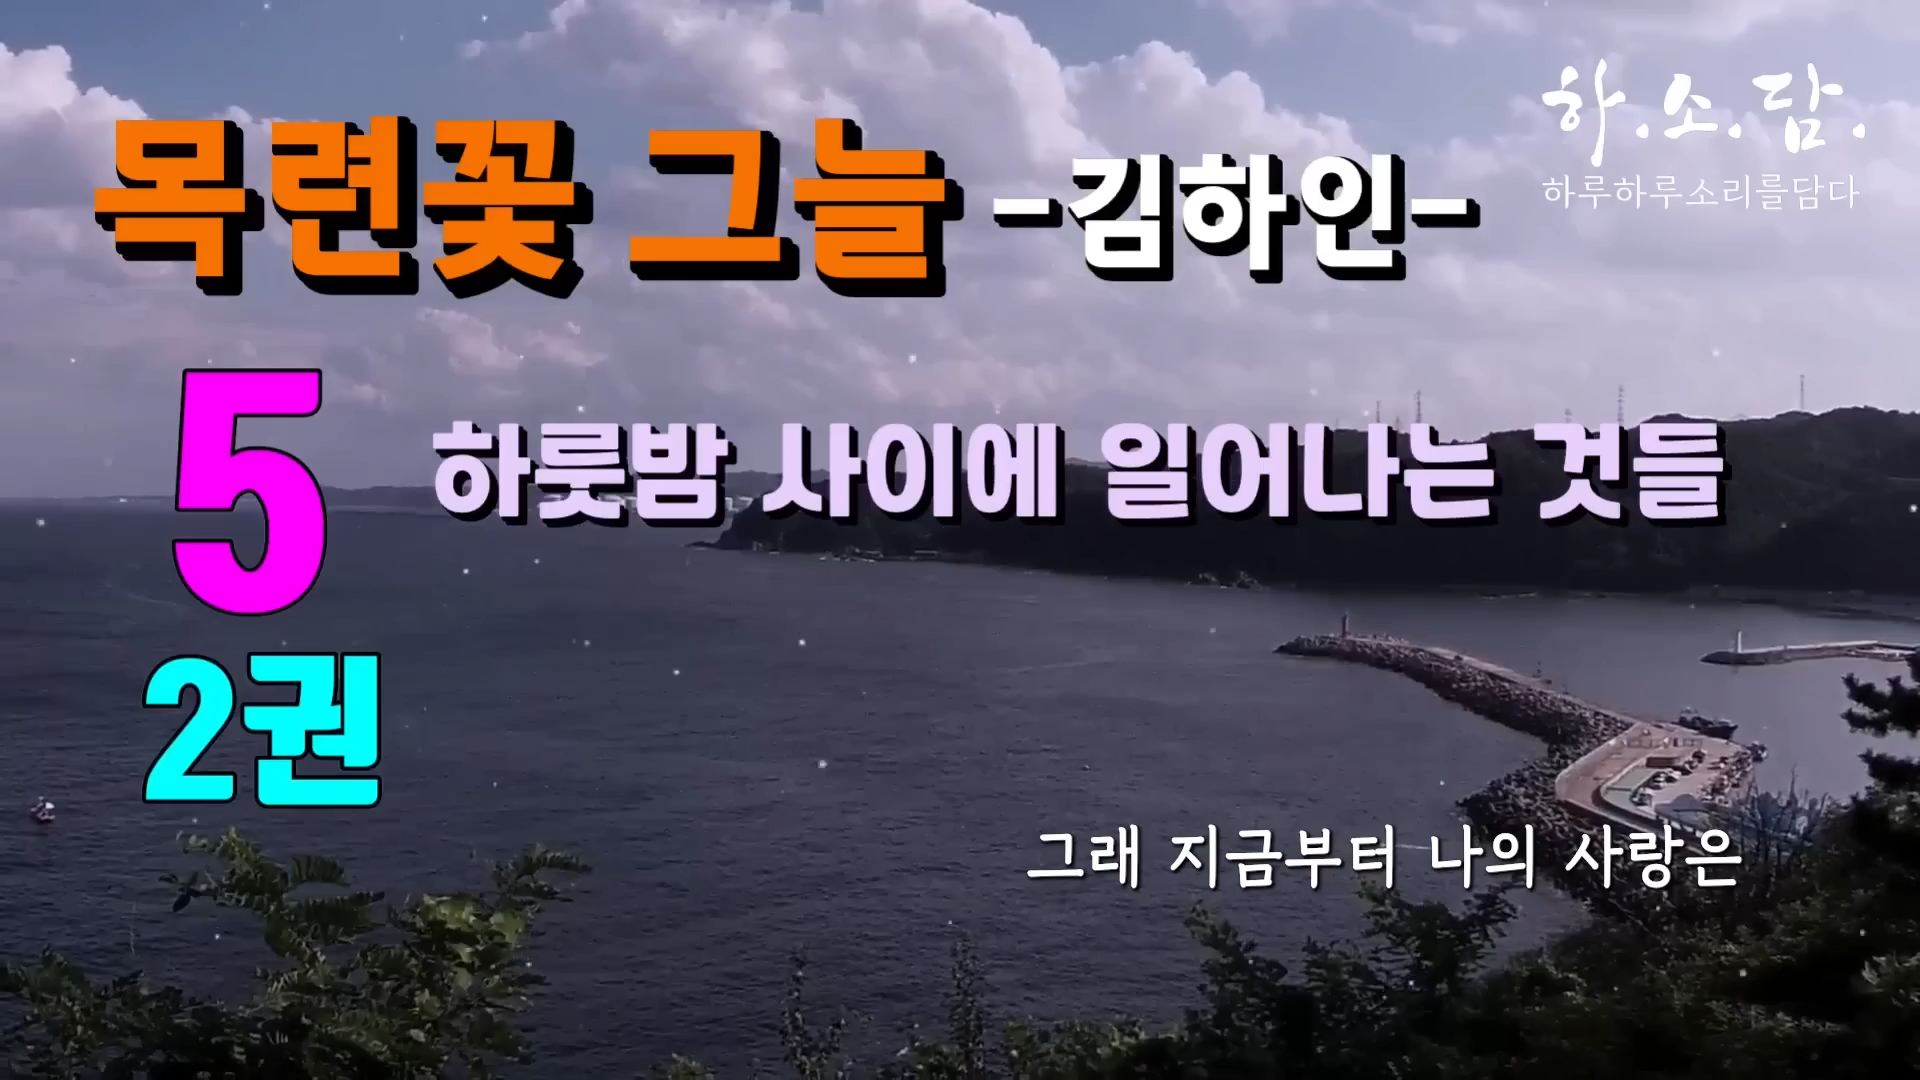 하.소.담.
하루하루소리를담다
목련꽃 그늘 -김하인-
5 하룻밤 사이에 일어나는 것들
2권
그래 지금부터 나의 사랑은